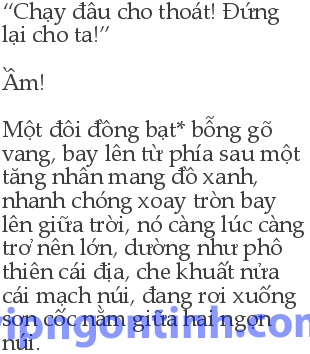 “Chạy đâu cho thoát! Đứng
lại cho ta!”
Ầm!
Một đôi đồng bạt* bỗng gõ
vang, bay lên từ phía sau một
tăng nhân mang đồ xanh,
nhanh chóng xoay tròn bay
lên giữa trời, nó càng lúc càng
trở nên lớn, dường như phô
thiên cái địa, che khuất nửa
cái mạch núi, đang rơi xuống
sơn cốc nằm giữa hai ngọn
núi.
iongontinh.com